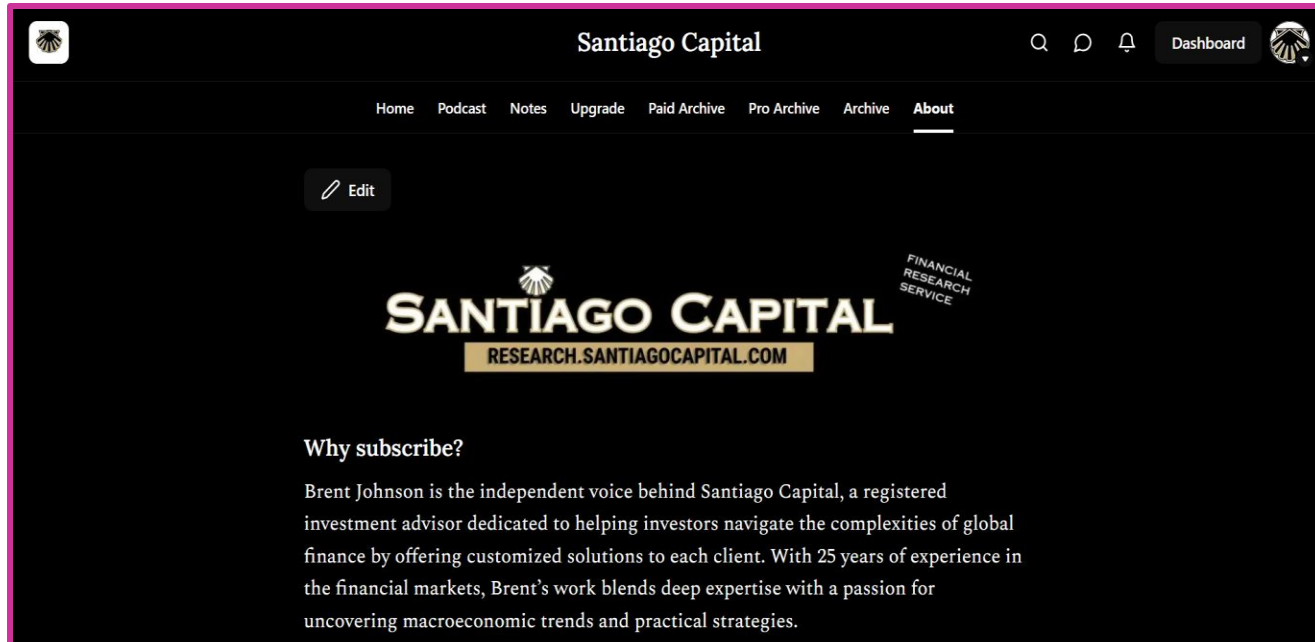 Santiago Capital
Dashboard
Home Podcast Notes Upgrade Paid Archive Pro Archive Archive About
Edit
FINANCIAL
RESEARCH
SERVICE
SANTIAGO CAPITAL
RESEARCH.SANTIAGOCAPITAL.COM
Why subscribe?
Brent Johnson is the independent voice behind Santiago Capital, a registered
investment advisor dedicated to helping investors navigate the complexities of global
finance by offering customized solutions to each client. With 25 years of experience in
the financial markets, Brent’s work blends deep expertise with a passion for
uncovering macroeconomic trends and practical strategies.